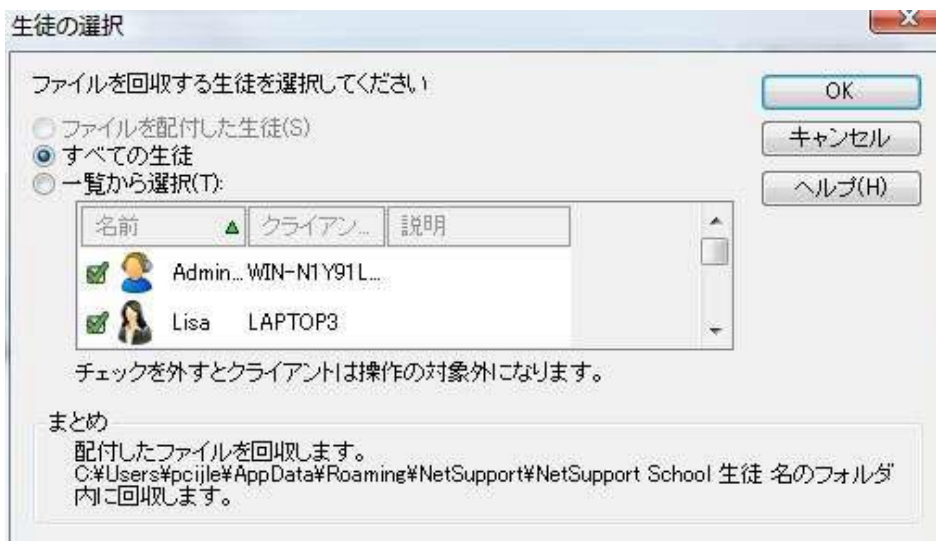 生徒の選択
ファイルを回収する生徒を選択してください
ファイルを配付した生徒(S)
すべての生徒
一覧から選択(T):
名前 クライアン... 説明
Admin... WIN-N1Y91L...
Lisa LAPTOP3
チェックを外すとクライアントは操作の対象外になります。
OK
キャンセル
ヘルプ(H)
まとめ
配付したファイルを回収します。
C:¥Users¥pcijle¥AppData¥Roaming¥NetSupport¥NetSupport School 生徒 名のフォルダ
内に回収します。